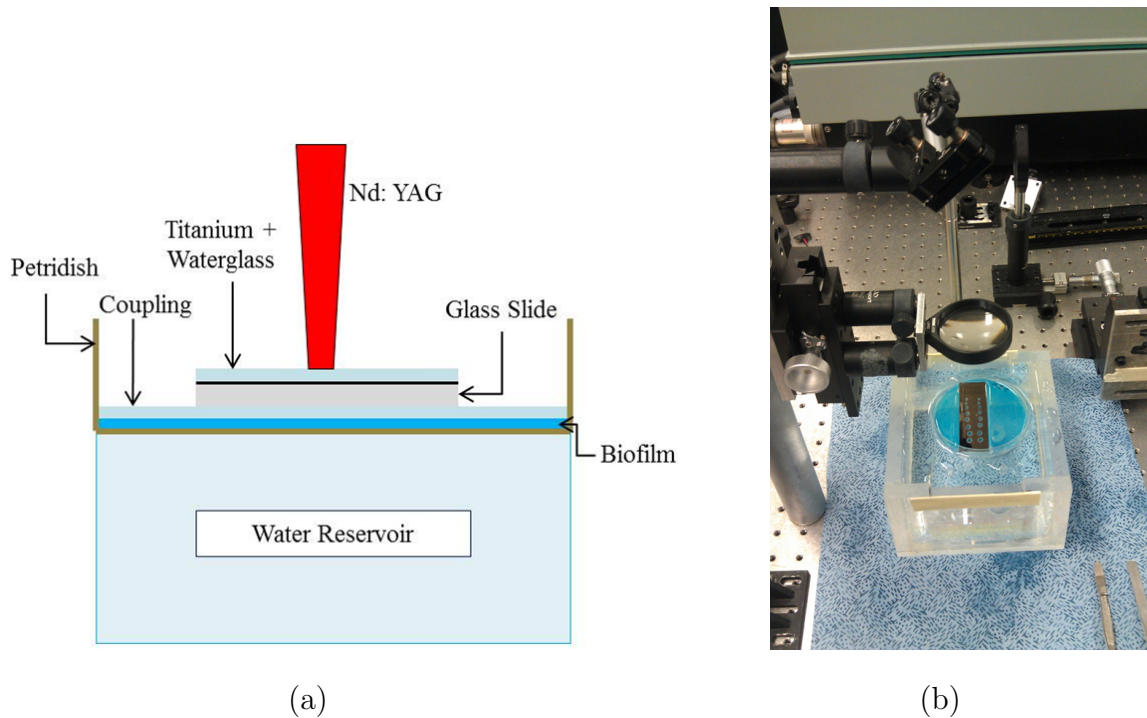 Nd: YAG
Titanium +
Waterglass
Petridish
Coupling
Glass Slide
Biofilm
Water Reservoir
(a)
(b)